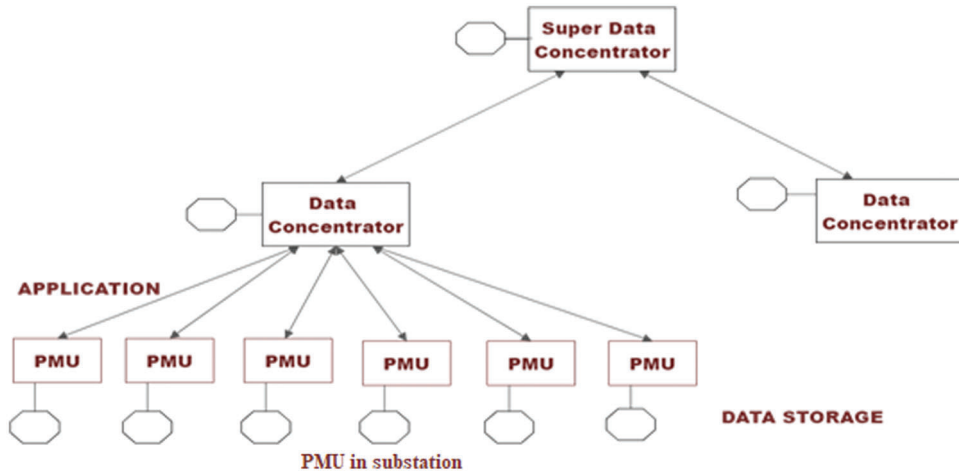 Super Data
Concentrator
Data
Concentrator
Data
Concentrator
APPLICATION
PMU
PMU
PMU
PMU
PMU
PMU
DATA STORAGE
PMU in substation